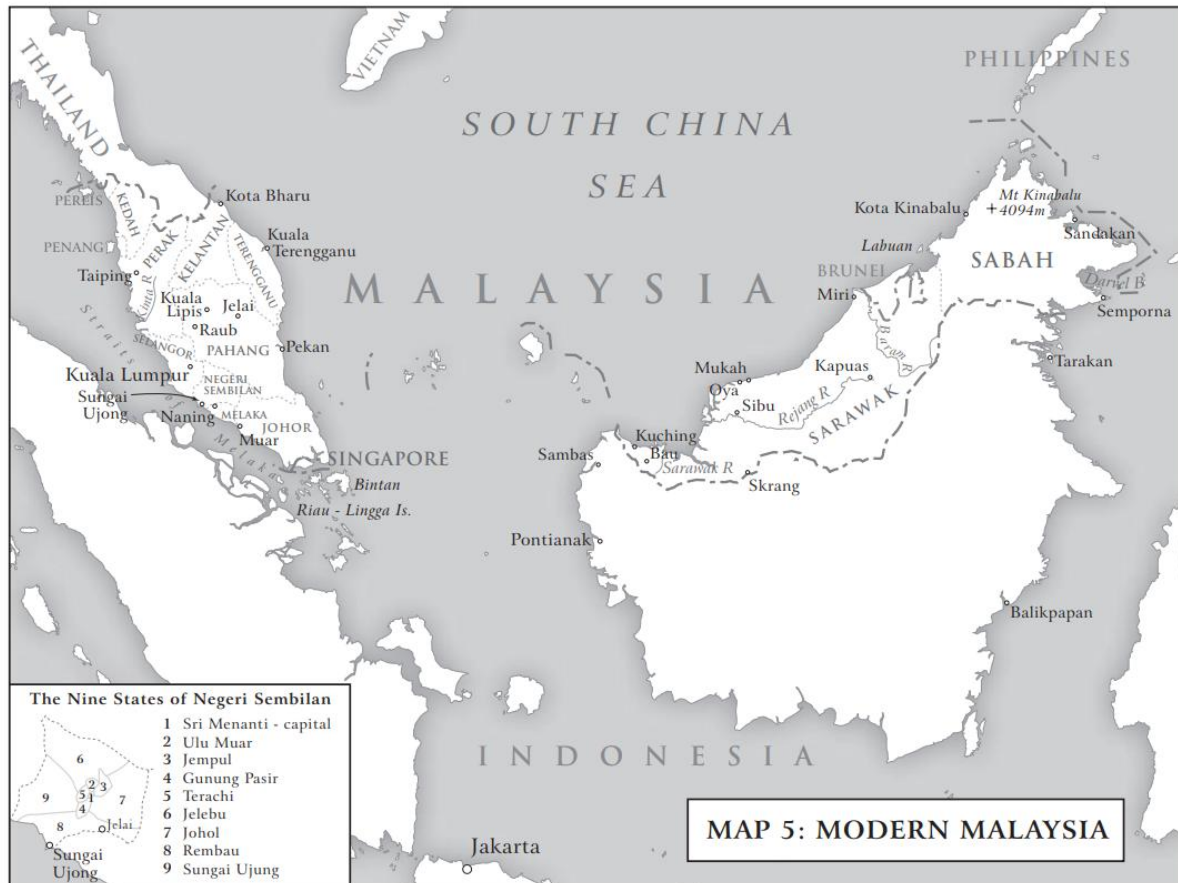 VIETNAM
PHILIPPINES
THAILAND
SOUTH CHINA
SEA
PERLIS
KEDAH
Kota Bharu
Kota Kinabalu
Mt Kinabalu
4094m
PENANG
PERAK
KELANTAN
TERENGGANU
Kuala
Terengganu
Labuan
Sandakan
SABAH
Taiping
Kinta R
MALAYSIA
BRUNEI
Darvel B
Miri
Semporna
Kuala
Lipis
Jelai
Raub
Straits of Melaka
SELANGOR
PAHANG
Pekan
Baram R
Tarakan
Kuala Lumpur
NEGERI
SEMBILAN
Mukah
Oya
Kapuas
Sungai
Ujong
Naning
MELAKA
JOHOR
Muar
Sibu
Rejang R
SARAWAK
SINGAPORE
Kuching
Bau
Sambas
Sarawak R
Skrang
Bintan
Riau - Lingga Is.
Pontianak
Balikpapan
INDONESIA
Jakarta
The Nine States of Negeri Sembilan
1 Sri Menanti - capital
2 Ulu Muar
3 Jempul
4 Gunung Pasir
5 Terachi
6 Jelebu
7 Johol
8 Rembau
9 Sungai Ujung
6
2
3
5
1
9
7
4
8
Jelai
Sungai
Ujong
MAP 5: MODERN MALAYSIA